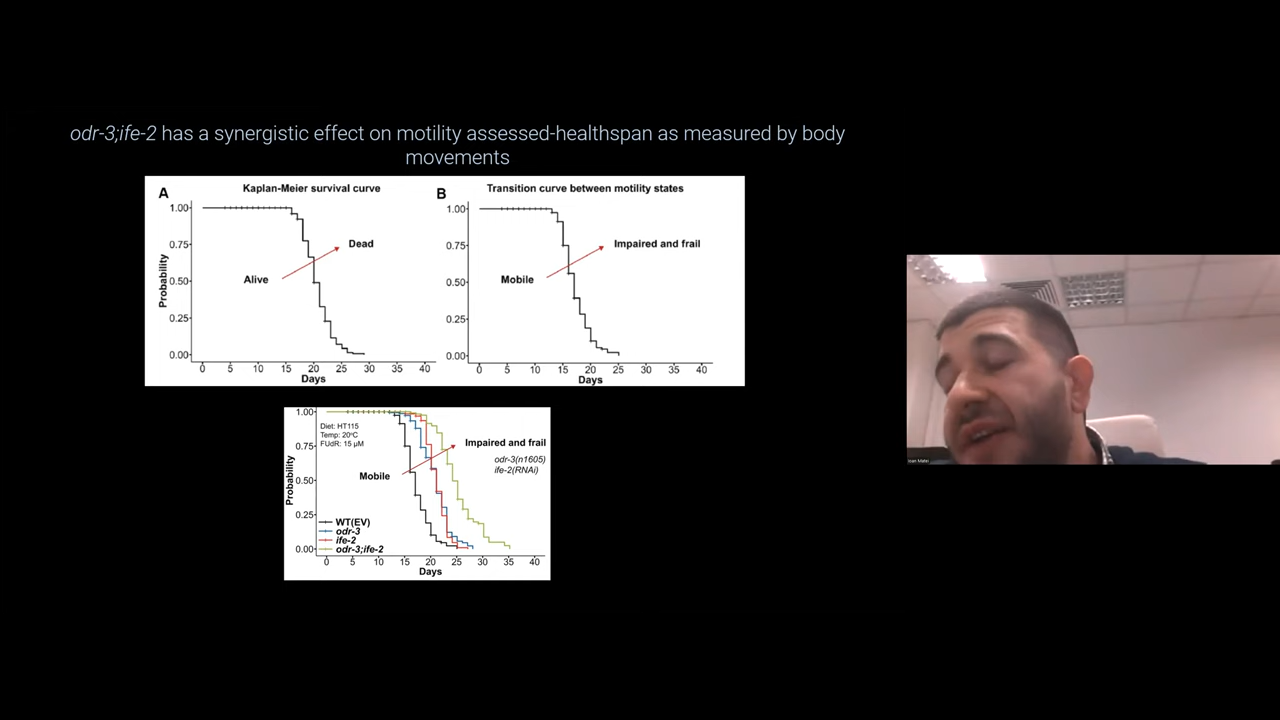 odr-3;ife-2 has a synergistic effect on motility assessed-healthspan as measured by body
movements
A
Kaplan-Meier survival curve
1.00
0.75
0.50
0.25
0.00
Probability
Alive
Dead
0 5 10 15 20 25 30 35 40
Days
B
Transition curve between motility states
1.00
0.75
0.50
0.25
0.00
Mobile
Impaired and frail
0 5 10 15 20 25 30 35 40
Days
1.00
0.75
0.50
0.25
0.00
Probability
Diet: HT115
Temp: 20°C
FUdR: 15 µM
Mobile
Impaired and frail
odr-3(n1605)
ife-2(RNAi)
WT(EV)
odr-3
ife-2
odr-3;ife-2
0 5 10 15 20 25 30 35 40
Days